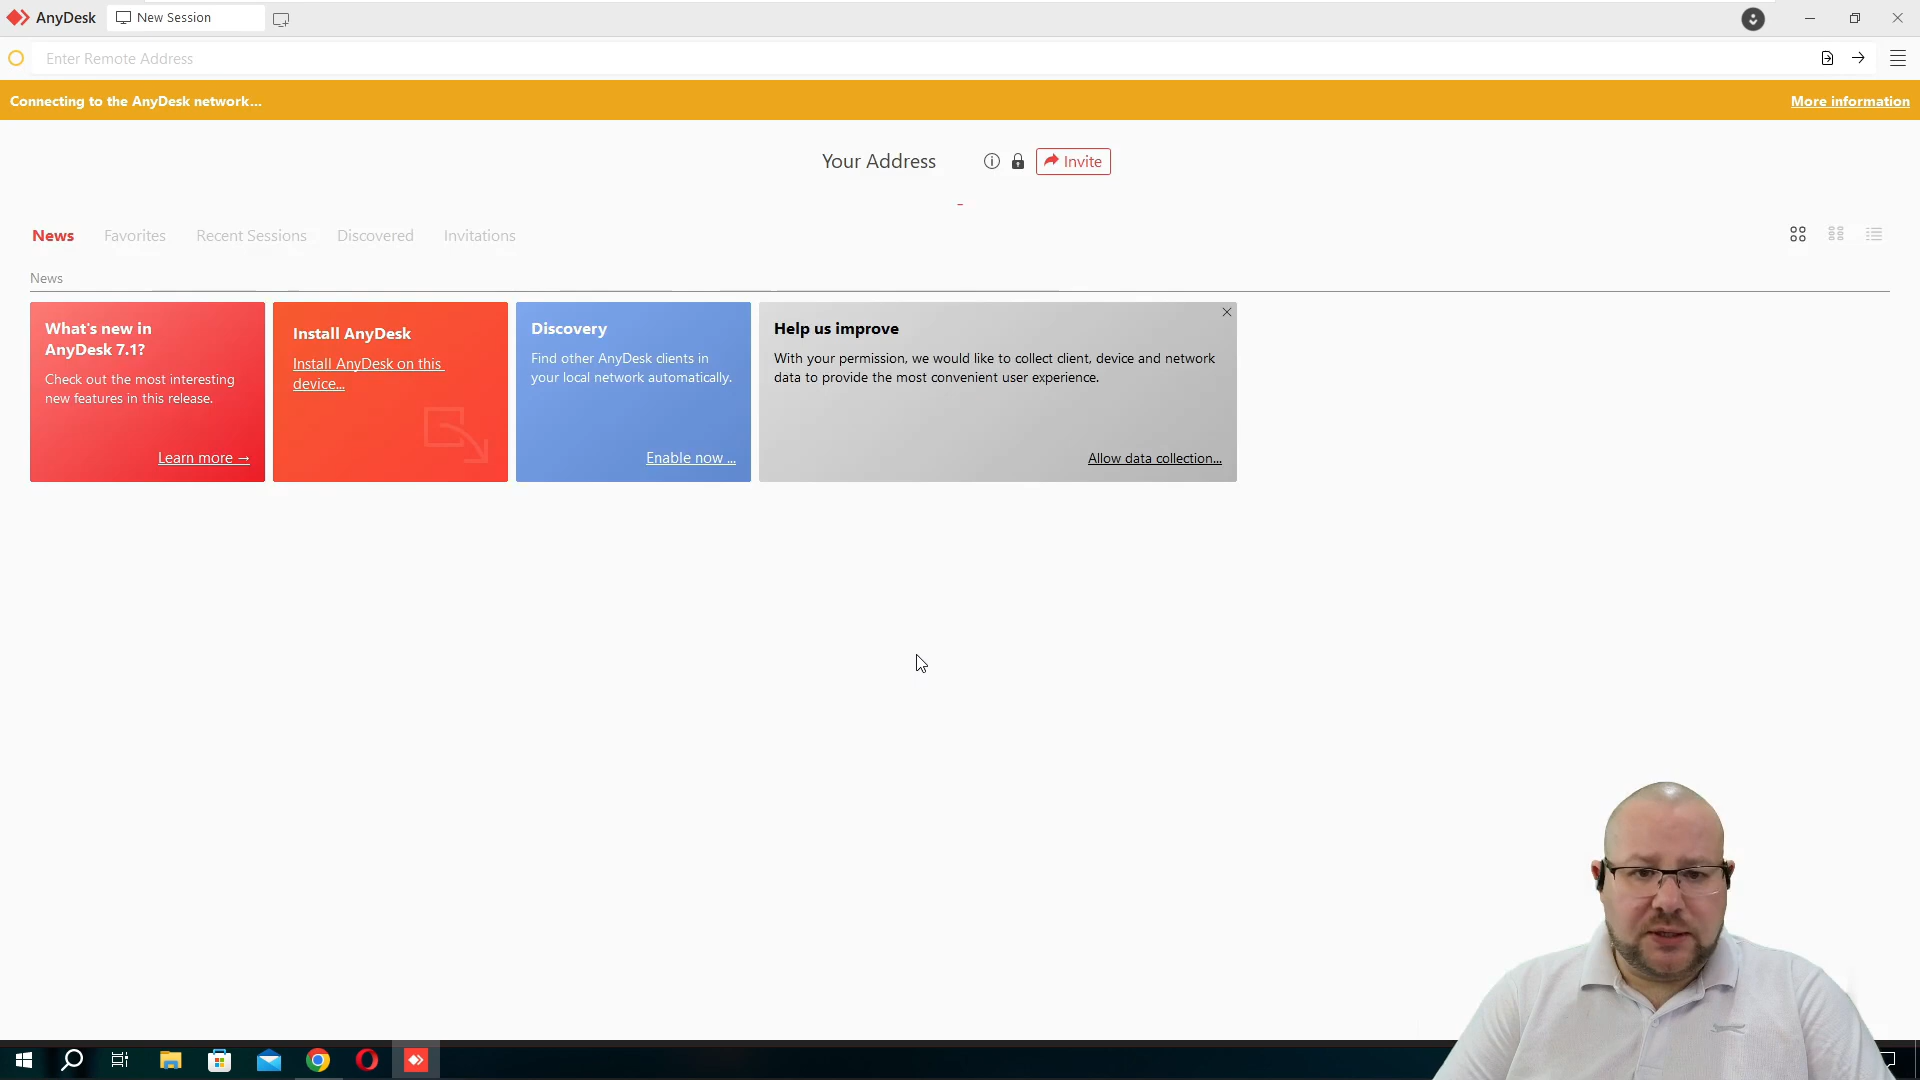 AnyDesk
New Session
Enter Remote Address
Connecting to the AnyDesk network...
More information
Your Address
Invite
News
Favorites
Recent Sessions
Discovered
Invitations
News
What's new in
AnyDesk 7.1?
Check out the most interesting
new features in this release.
Learn more →
Install AnyDesk
Install AnyDesk on this
device...
Discovery
Find other AnyDesk clients in
your local network automatically.
Enable now ...
Help us improve
With your permission, we would like to collect client, device and network
data to provide the most convenient user experience.
Allow data collection...